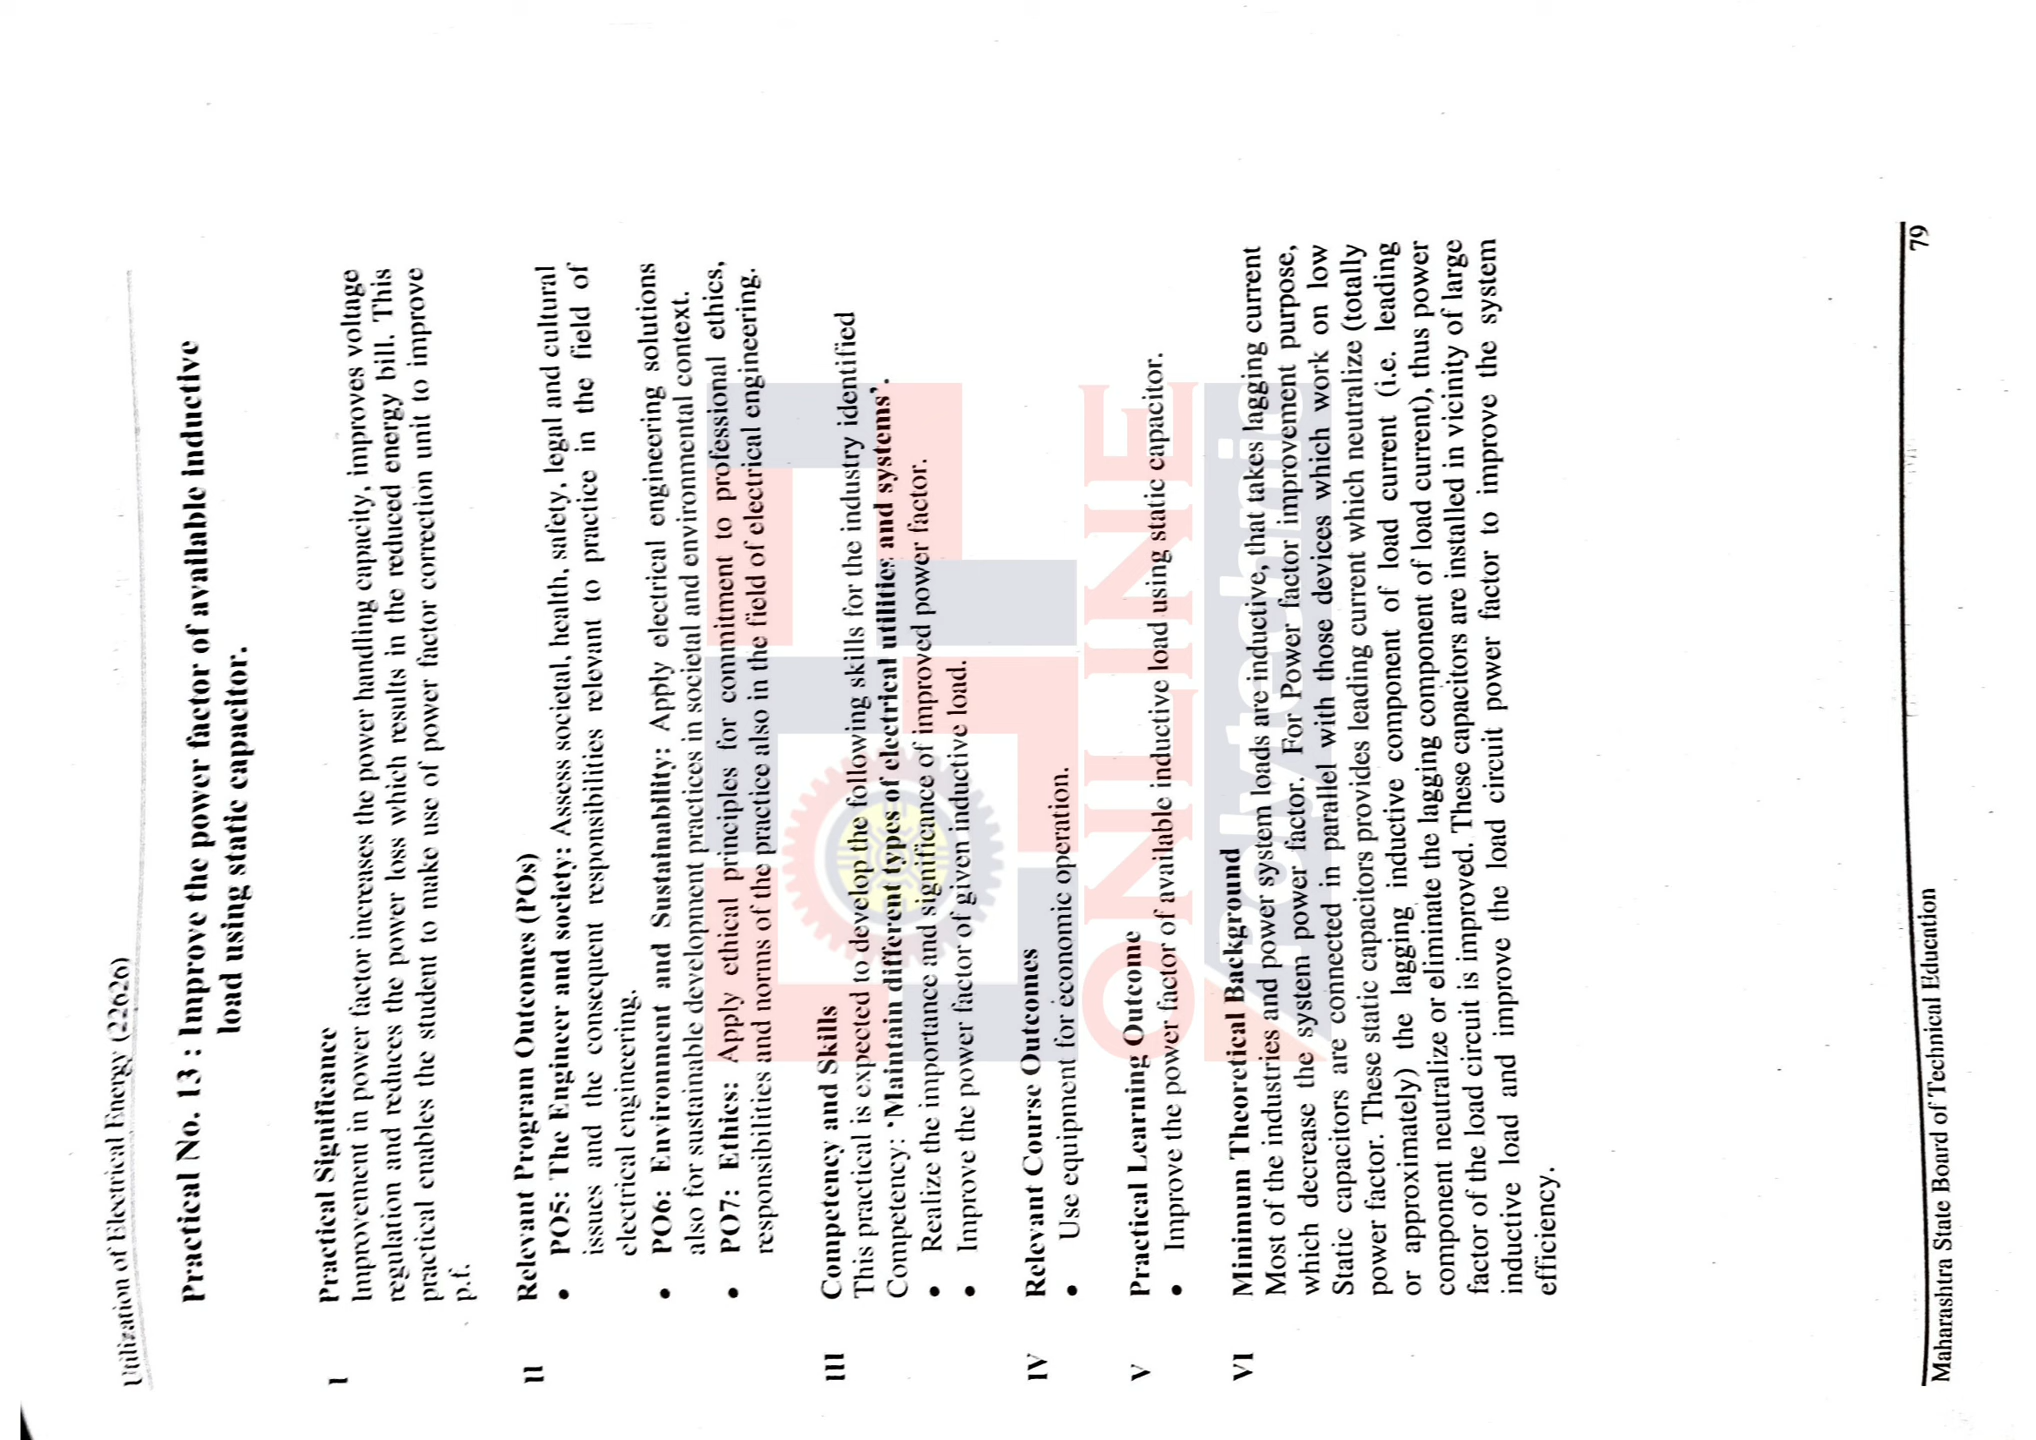 Utilization of Electrical Energy (22626)
Practical No. 13 : Improve the power factor of available inductive
load using static capacitor.
I Practical Significance
Improvement in power factor increases the power handling capacity, improves voltage
regulation and reduces the power loss which results in the reduced energy bill. This
practical enables the student to make use of power factor correction unit to improve
p.f.
II Relevant Program Outcomes (POs)
• PO5: The Engineer and society: Assess societal, health, safety, legal and cultural
issues and the consequent responsibilities relevant to practice in the field of
electrical engineering.
• PO6: Environment and Sustainability: Apply electrical engineering solutions
also for sustainable development practices in societal and environmental context.
• PO7: Ethics: Apply ethical principles for commitment to professional ethics,
responsibilities and norms of the practice also in the field of electrical engineering.
III Competency and Skills
This practical is expected to develop the following skills for the industry identified
Competency: 'Maintain different types of electrical utilities and systems'.
• Realize the importance and significance of improved power factor.
• Improve the power factor of given inductive load.
IV Relevant Course Outcomes
• Use equipment for economic operation.
V Practical Learning Outcome
• Improve the power factor of available inductive load using static capacitor.
VI Minimum Theoretical Background
Most of the industries and power system loads are inductive, that takes lagging current
which decrease the system power factor. For Power factor improvement purpose,
Static capacitors are connected in parallel with those devices which work on low
power factor. These static capacitors provides leading current which neutralize (totally
or approximately) the lagging inductive component of load current (i.e. leading
component neutralize or eliminate the lagging component of load current), thus power
factor of the load circuit is improved. These capacitors are installed in vicinity of large
inductive load and improve the load circuit power factor to improve the system
efficiency.
ONLINE
Polytechnic
Maharashtra State Board of Technical Education 79